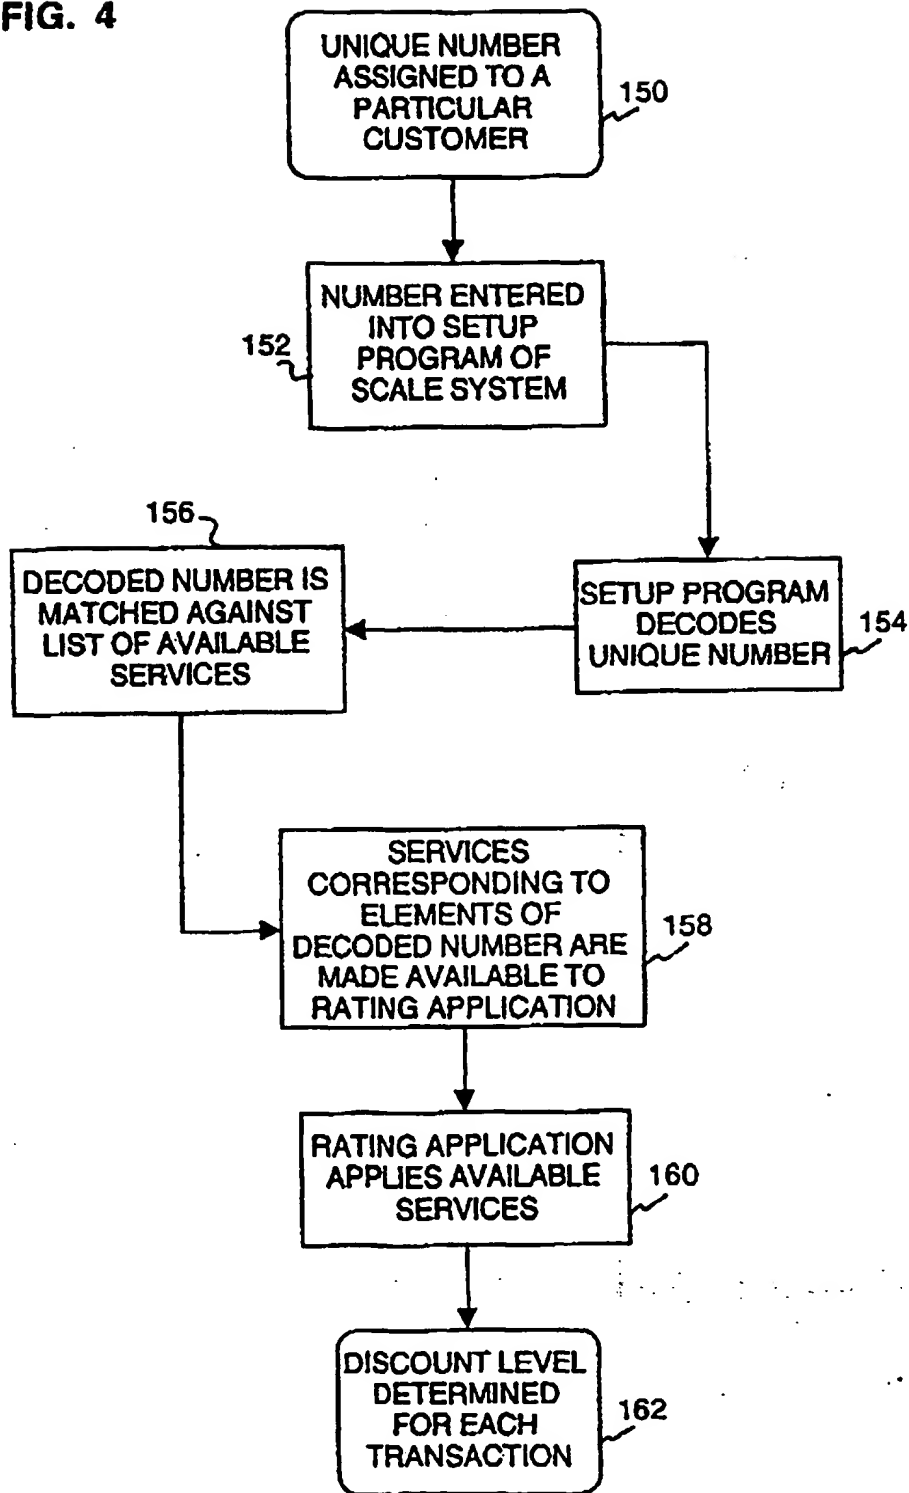 FIG. 4
UNIQUE NUMBER
ASSIGNED TO A
PARTICULAR
CUSTOMER
150
NUMBER ENTERED
INTO SETUP
PROGRAM OF
SCALE SYSTEM
152
SETUP PROGRAM
DECODES
UNIQUE NUMBER
154
156
DECODED NUMBER IS
MATCHED AGAINST
LIST OF AVAILABLE
SERVICES
SERVICES
CORRESPONDING TO
ELEMENTS OF
DECODED NUMBER ARE
MADE AVAILABLE TO
RATING APPLICATION
158
RATING APPLICATION
APPLIES AVAILABLE
SERVICES
160
DISCOUNT LEVEL
DETERMINED
FOR EACH
TRANSACTION
162